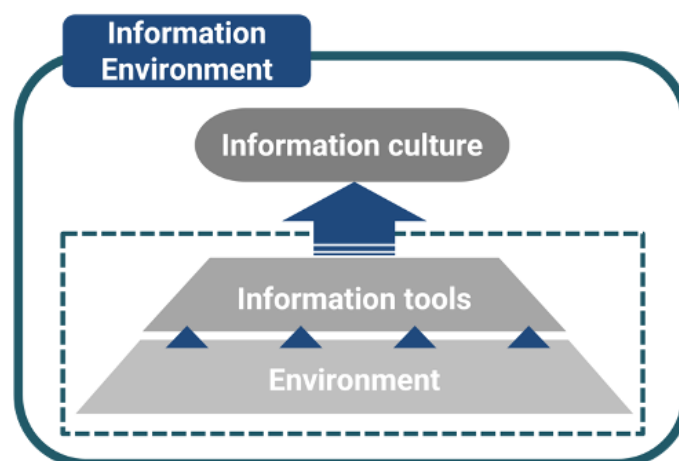 Information
Environment
Information culture
Information tools
Environment